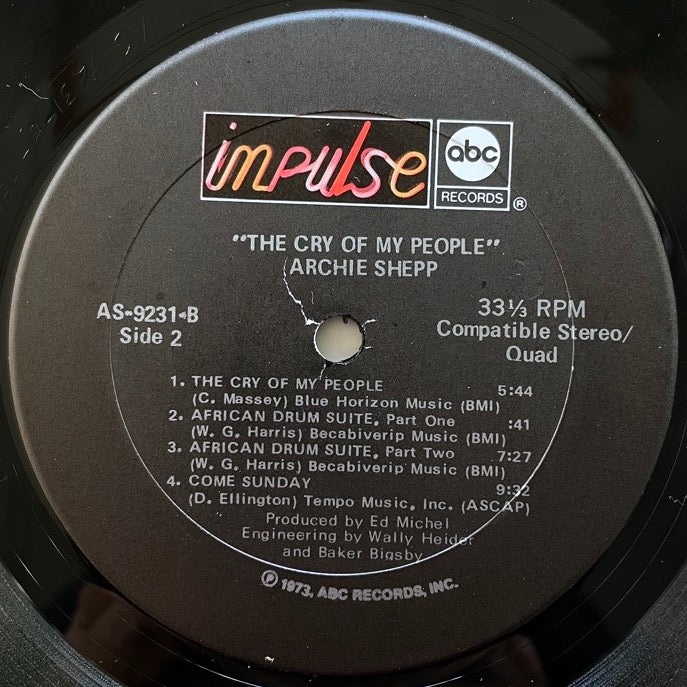 impulse
abc
RECORDS
®
"THE CRY OF MY PEOPLE"
ARCHIE SHEPP
AS-9231-B
Side 2
33⅓ RPM
Compatible Stereo/
Quad
1. THE CRY OF MY PEOPLE 5:44
(C. Massey) Blue Horizon Music (BMI)
2. AFRICAN DRUM SUITE, Part One :41
(W. G. Harris) Becabiverip Music (BMI)
3. AFRICAN DRUM SUITE, Part Two 7:27
(W. G. Harris) Becabiverip Music (BMI)
4. COME SUNDAY 9:32
(D. Ellington) Tempo Music, Inc. (ASCAP)
Produced by Ed Michel
Engineering by Wally Heider
and Baker Bigsby
℗ 1973, ABC RECORDS, INC.